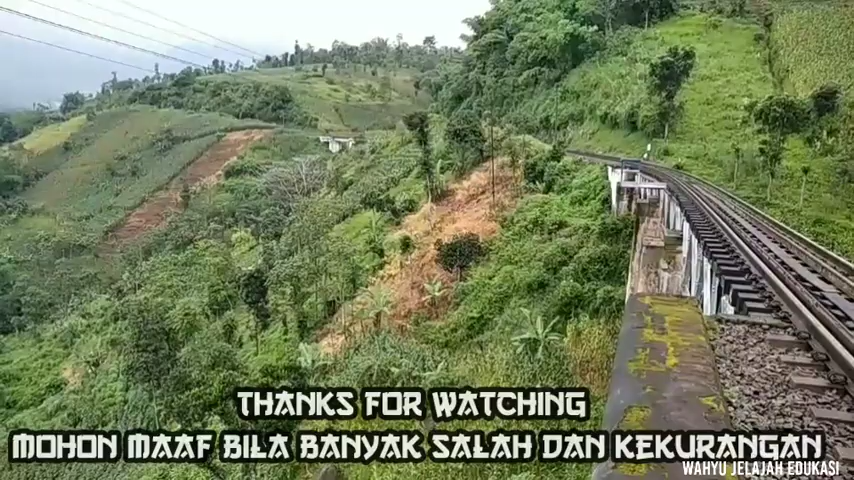 THANKS FOR WATCHING
MOHON MAAF BILA BANYAK SALAH DAN KEKURANGAN
WAHYU JELAJAH EDUKASI